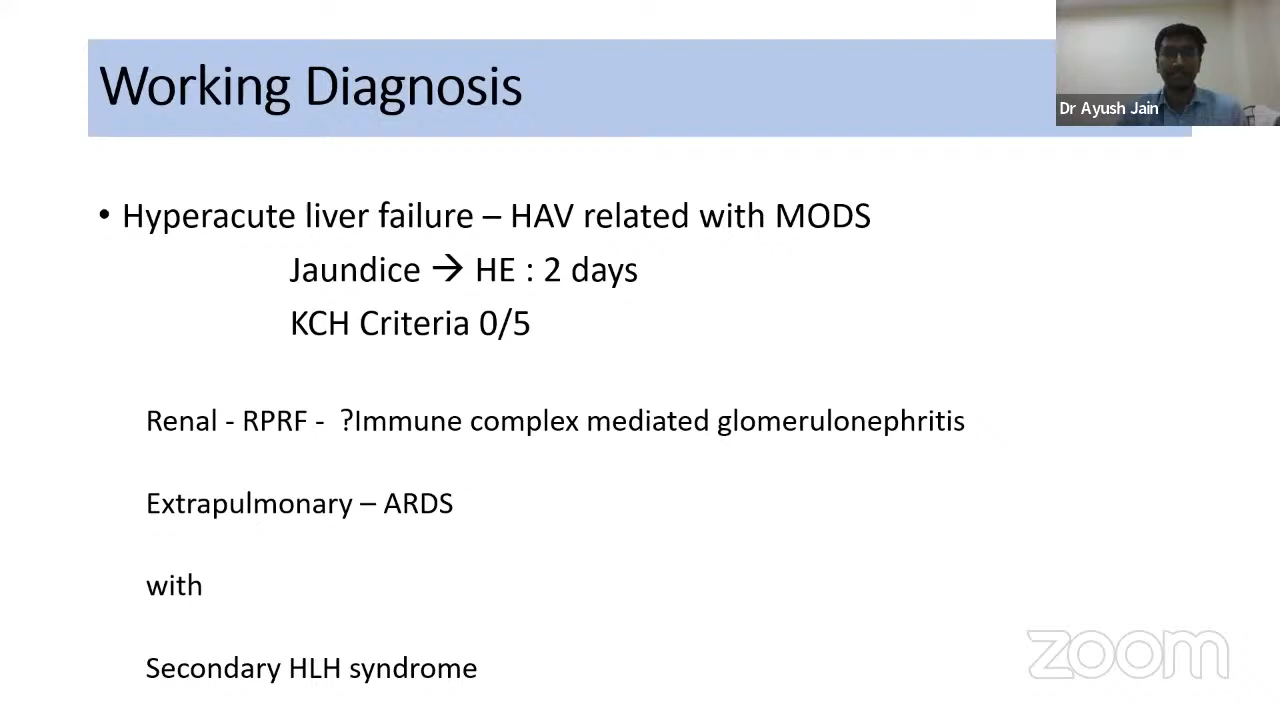 Working Diagnosis
Dr Ayush Jain
• Hyperacute liver failure – HAV related with MODS
Jaundice → HE : 2 days
KCH Criteria 0/5
Renal - RPRF - ?Immune complex mediated glomerulonephritis
Extrapulmonary – ARDS
with
Secondary HLH syndrome
zoom